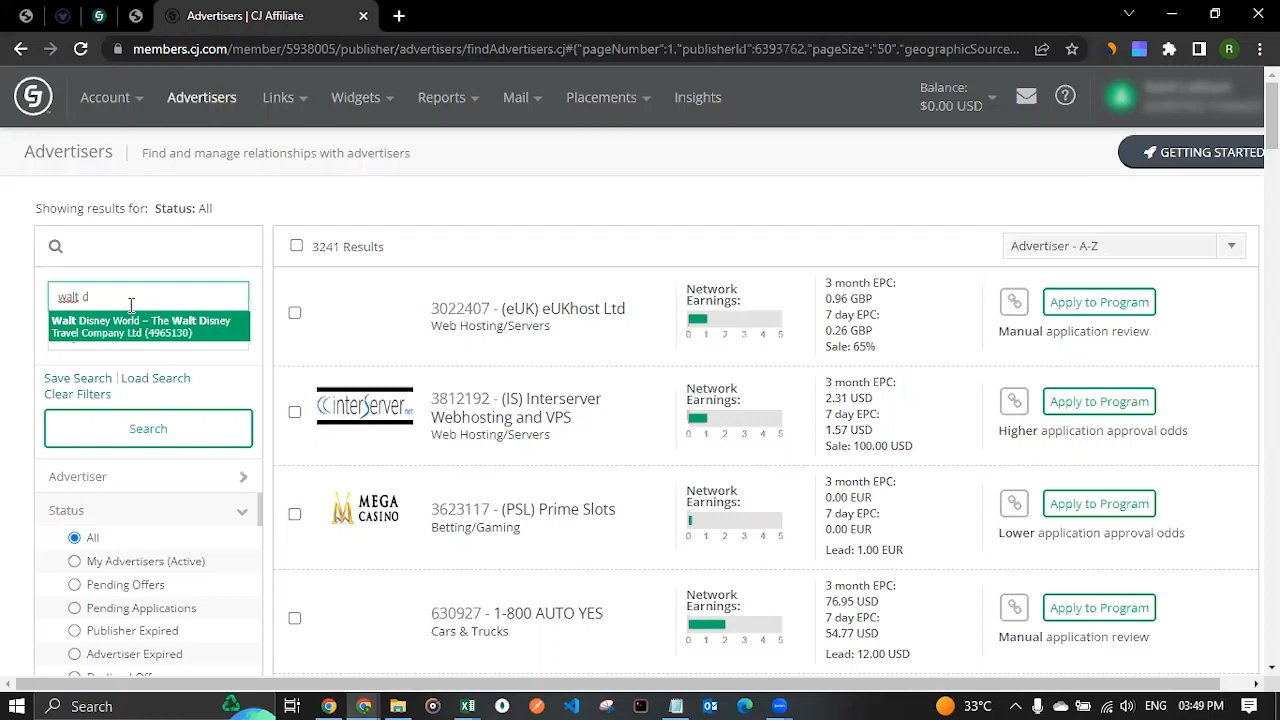 Advertisers | CJ Affiliate
members.cj.com/member/5938005/publisher/advertisers/findAdvertisers.cj#{"pageNumber":1,"publisherId":6393762,"pageSize":"50","geographicSource...
R
Account
Advertisers
Links
Widgets
Reports
Mail
Placements
Insights
Balance:
$0.00 USD
Advertisers
Find and manage relationships with advertisers
GETTING STARTED
Showing results for: Status: All
walt d
Walt Disney World – The Walt Disney
Travel Company Ltd (4965130)
Save Search | Load Search
Clear Filters
Search
Advertiser
Status
All
My Advertisers (Active)
Pending Offers
Pending Applications
Publisher Expired
Advertiser Expired
3241 Results
Advertiser - A-Z
3022407 - (eUK) eUKhost Ltd
Web Hosting/Servers
Network
Earnings:
0 1 2 3 4 5
3 month EPC:
0.96 GBP
7 day EPC:
0.26 GBP
Sale: 65%
Apply to Program
Manual application review
interServer.net
3812192 - (IS) Interserver
Webhosting and VPS
Web Hosting/Servers
Network
Earnings:
0 1 2 3 4 5
3 month EPC:
2.31 USD
7 day EPC:
1.57 USD
Sale: 100.00 USD
Apply to Program
Higher application approval odds
MEGA
CASINO
3623117 - (PSL) Prime Slots
Betting/Gaming
Network
Earnings:
0 1 2 3 4 5
3 month EPC:
0.00 EUR
7 day EPC:
0.00 EUR
Lead: 1.00 EUR
Apply to Program
Lower application approval odds
630927 - 1-800 AUTO YES
Cars & Trucks
Network
Earnings:
0 1 2 3 4 5
3 month EPC:
76.95 USD
7 day EPC:
54.77 USD
Lead: 12.00 USD
Apply to Program
Manual application review
Search
33°C
ENG
03:49 PM